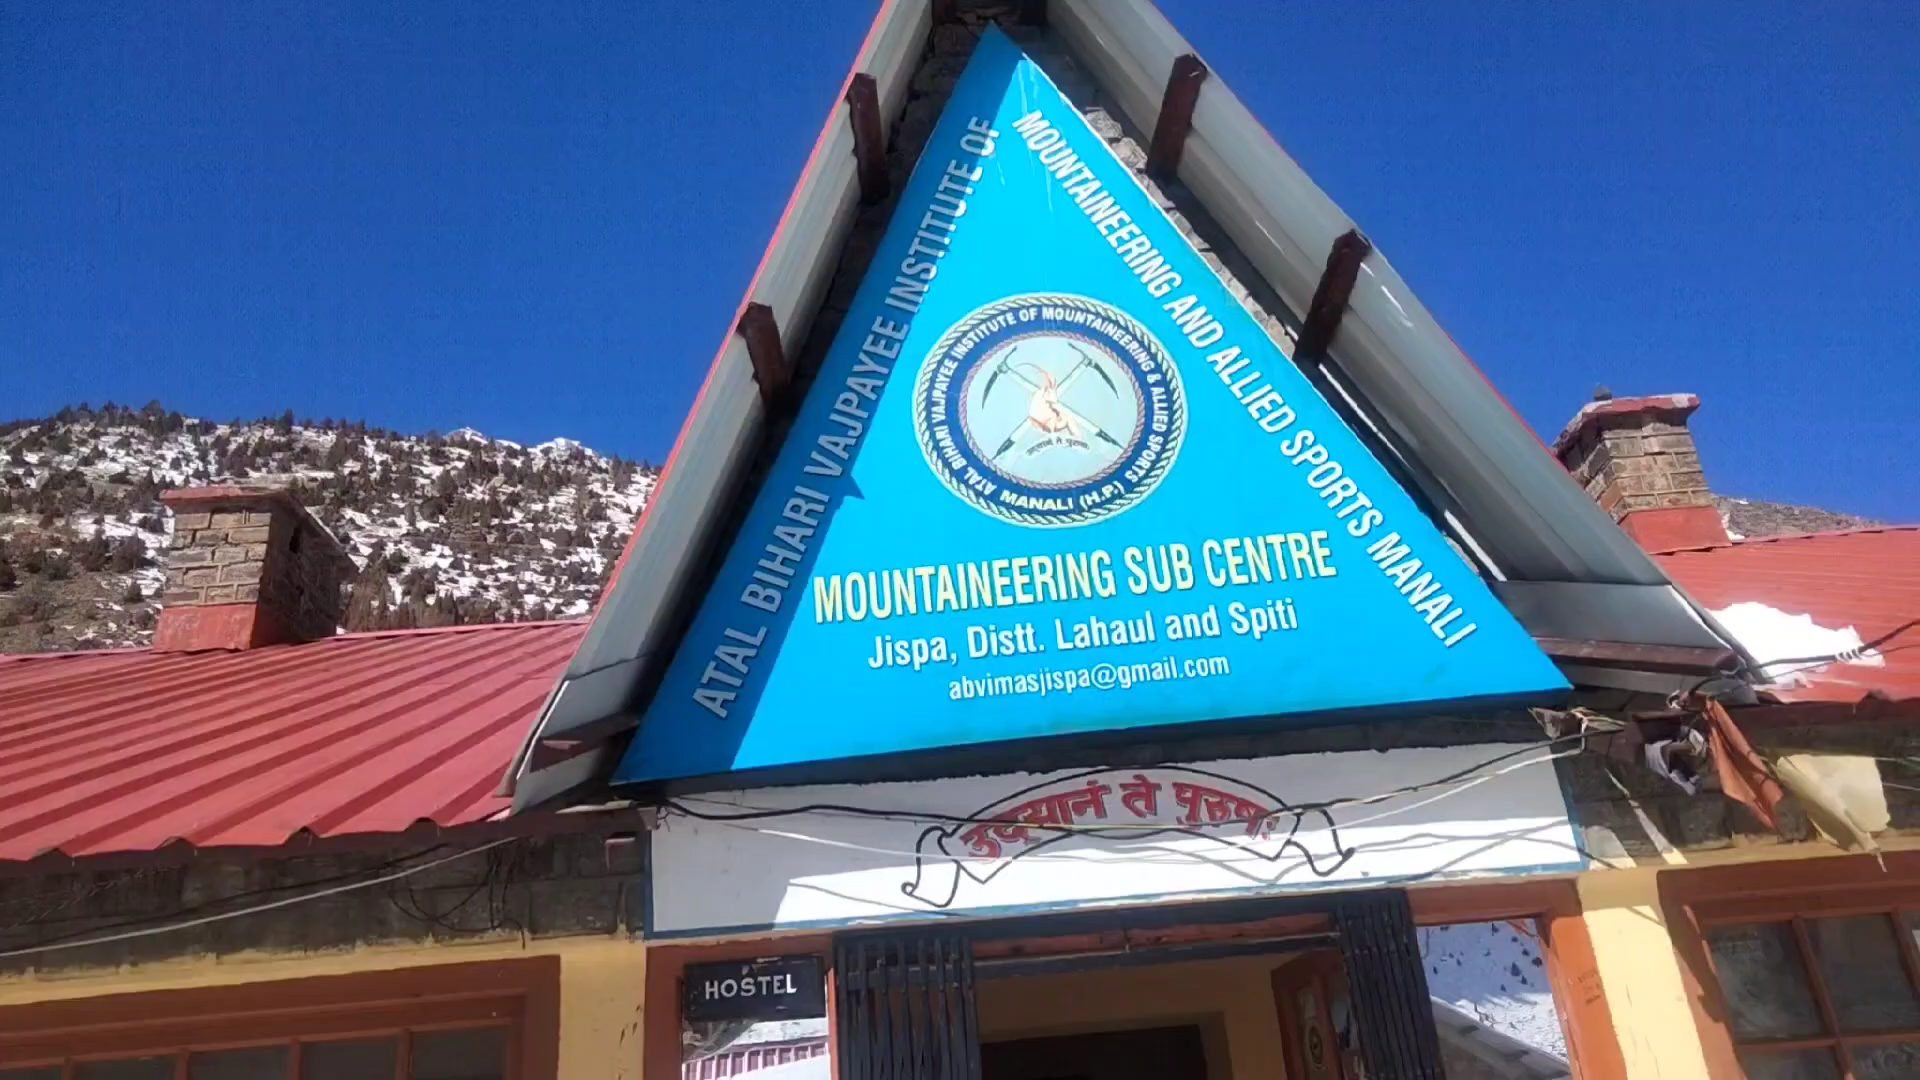 ATAL BIHARI VAJPAYEE INSTITUTE OF
MOUNTAINEERING AND ALLIED SPORTS MANALI
ATAL BIHARI VAJPAYEE INSTITUTE OF MOUNTAINEERING & ALLIED SPORTS
MANALI (H.P.)
MOUNTAINEERING SUB CENTRE
Jispa, Distt. Lahaul and Spiti
abvimasjispa@gmail.com
उद्यानं ते पुरुषः
HOSTEL